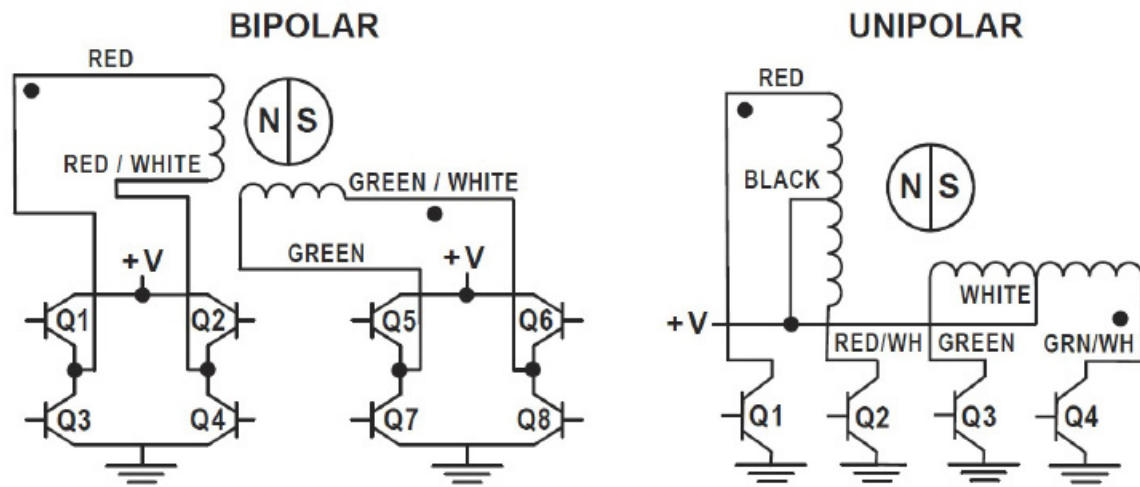 BIPOLAR
RED
N S
RED / WHITE
GREEN / WHITE
GREEN
+V
+V
Q1
Q2
Q5
Q6
Q3
Q4
Q7
Q8
UNIPOLAR
RED
BLACK
N S
WHITE
+V
RED/WH
GREEN
GRN/WH
Q1
Q2
Q3
Q4